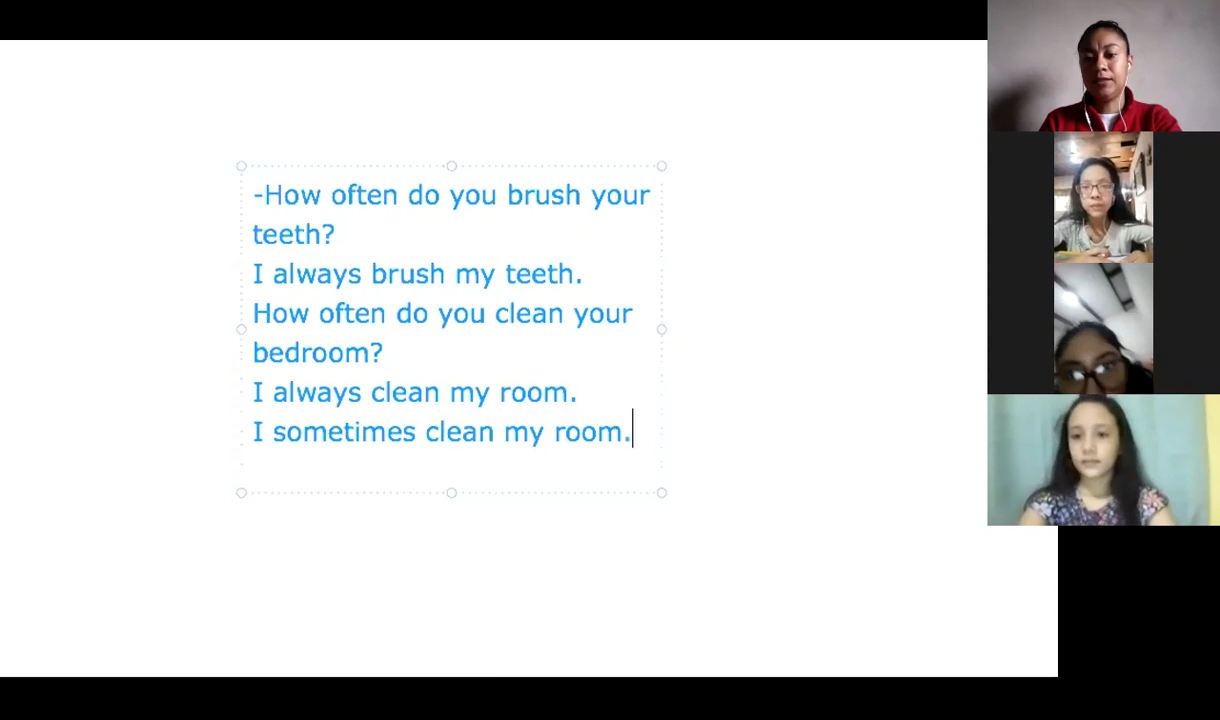 -How often do you brush your
teeth?
I always brush my teeth.
How often do you clean your
bedroom?
I always clean my room.
I sometimes clean my room.